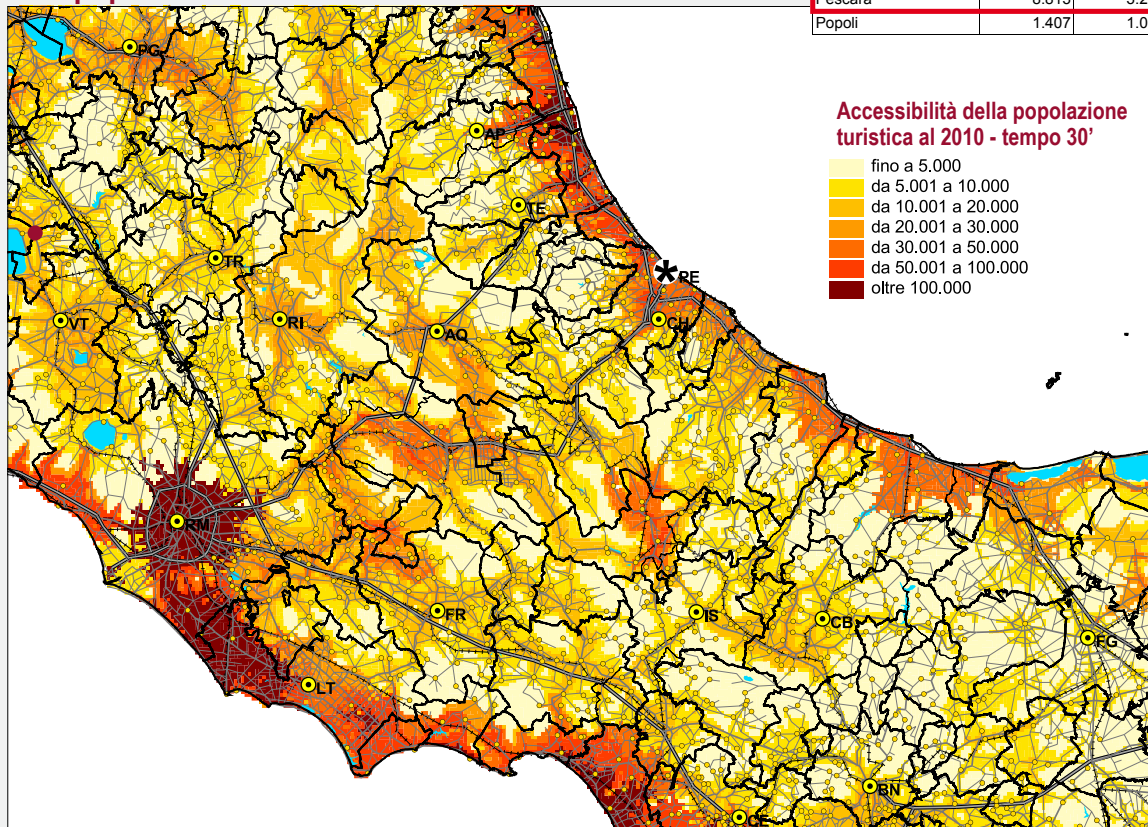 Popoli 1.407
Accessibilità della popolazione
turistica al 2010 - tempo 30'
fino a 5.000
da 5.001 a 10.000
da 10.001 a 20.000
da 20.001 a 30.000
da 30.001 a 50.000
da 50.001 a 100.000
oltre 100.000
PG
AP
TE
TR
PE
VT
RI
AQ
CH
RM
FR
IS
CB
FG
LT
BN
CE